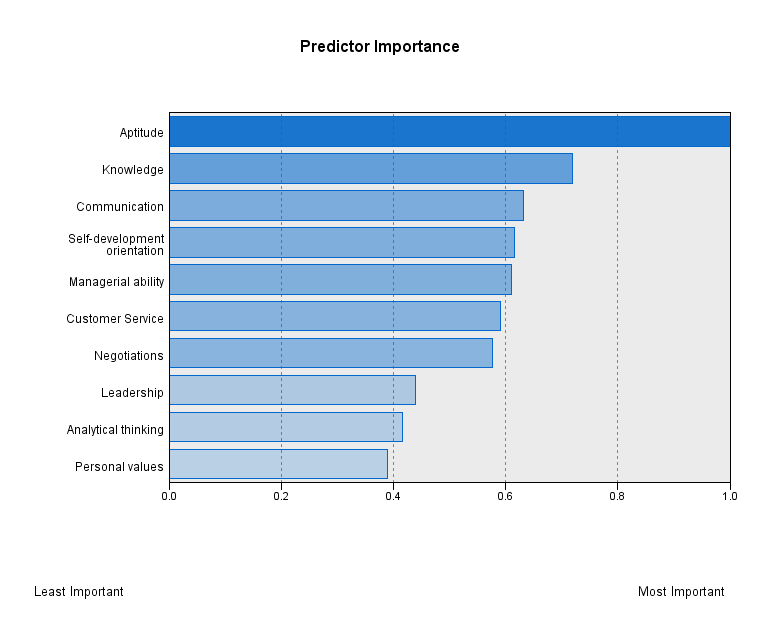 Predictor Importance
Aptitude
Knowledge
Communication
Self-development
orientation
Managerial ability
Customer Service
Negotiations
Leadership
Analytical thinking
Personal values
0.0 0.2 0.4 0.6 0.8 1.0
Least Important Most Important